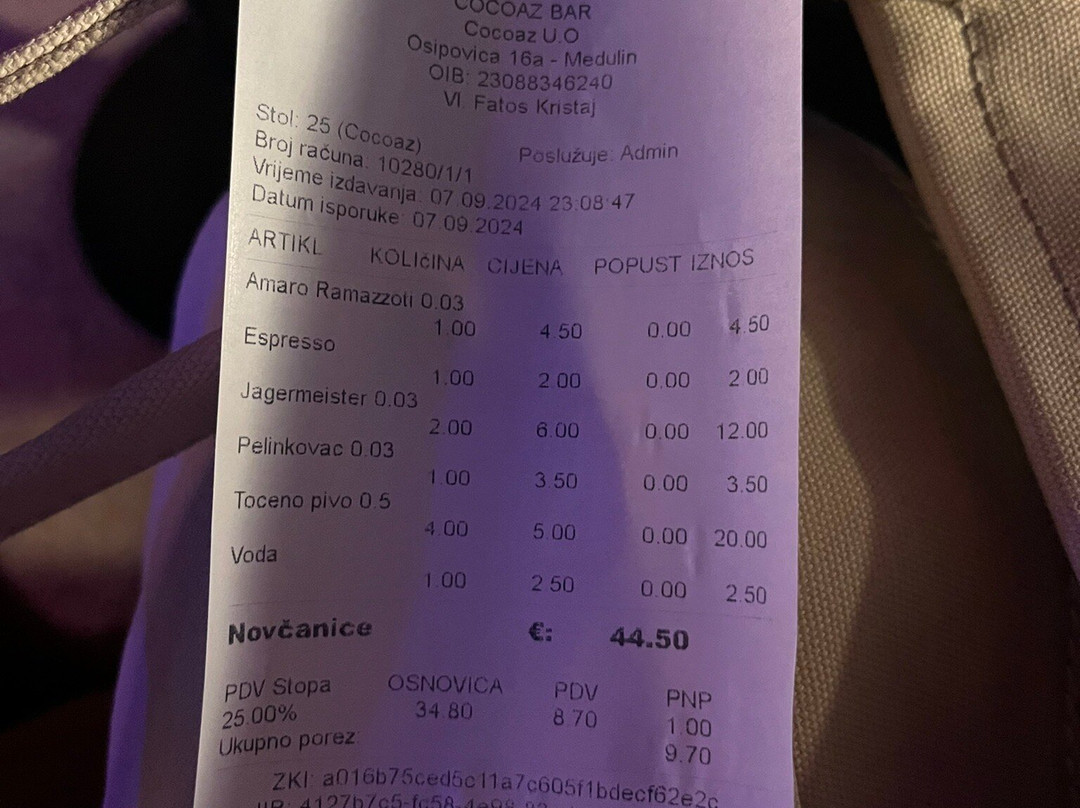 COCOAZ BAR
Cocoaz U.O
Osipovica 16a - Medulin
OIB: 23088346240
Vl. Fatos Kristaj
Stol: 25 (Cocoaz)
Broj računa: 10280/1/1 Poslužuje: Admin
Vrijeme izdavanja: 07.09.2024 23:08:47
Datum isporuke: 07.09.2024
ARTIKL KOLIčINA CIJENA POPUST IZNOS
Amaro Ramazzoti 0.03
1.00 4.50 0.00 4.50
Espresso
1.00 2.00 0.00 2.00
Jagermeister 0.03
2.00 6.00 0.00 12.00
Pelinkovac 0.03
1.00 3.50 0.00 3.50
Toceno pivo 0.5
4.00 5.00 0.00 20.00
Voda
1.00 2.50 0.00 2.50
Novčanice €: 44.50
PDV Stopa OSNOVICA PDV PNP
25.00% 34.80 8.70 1.00
Ukupno porez: 9.70
ZKI: a016b75ced5c11a7c605f1bdecf62e2c